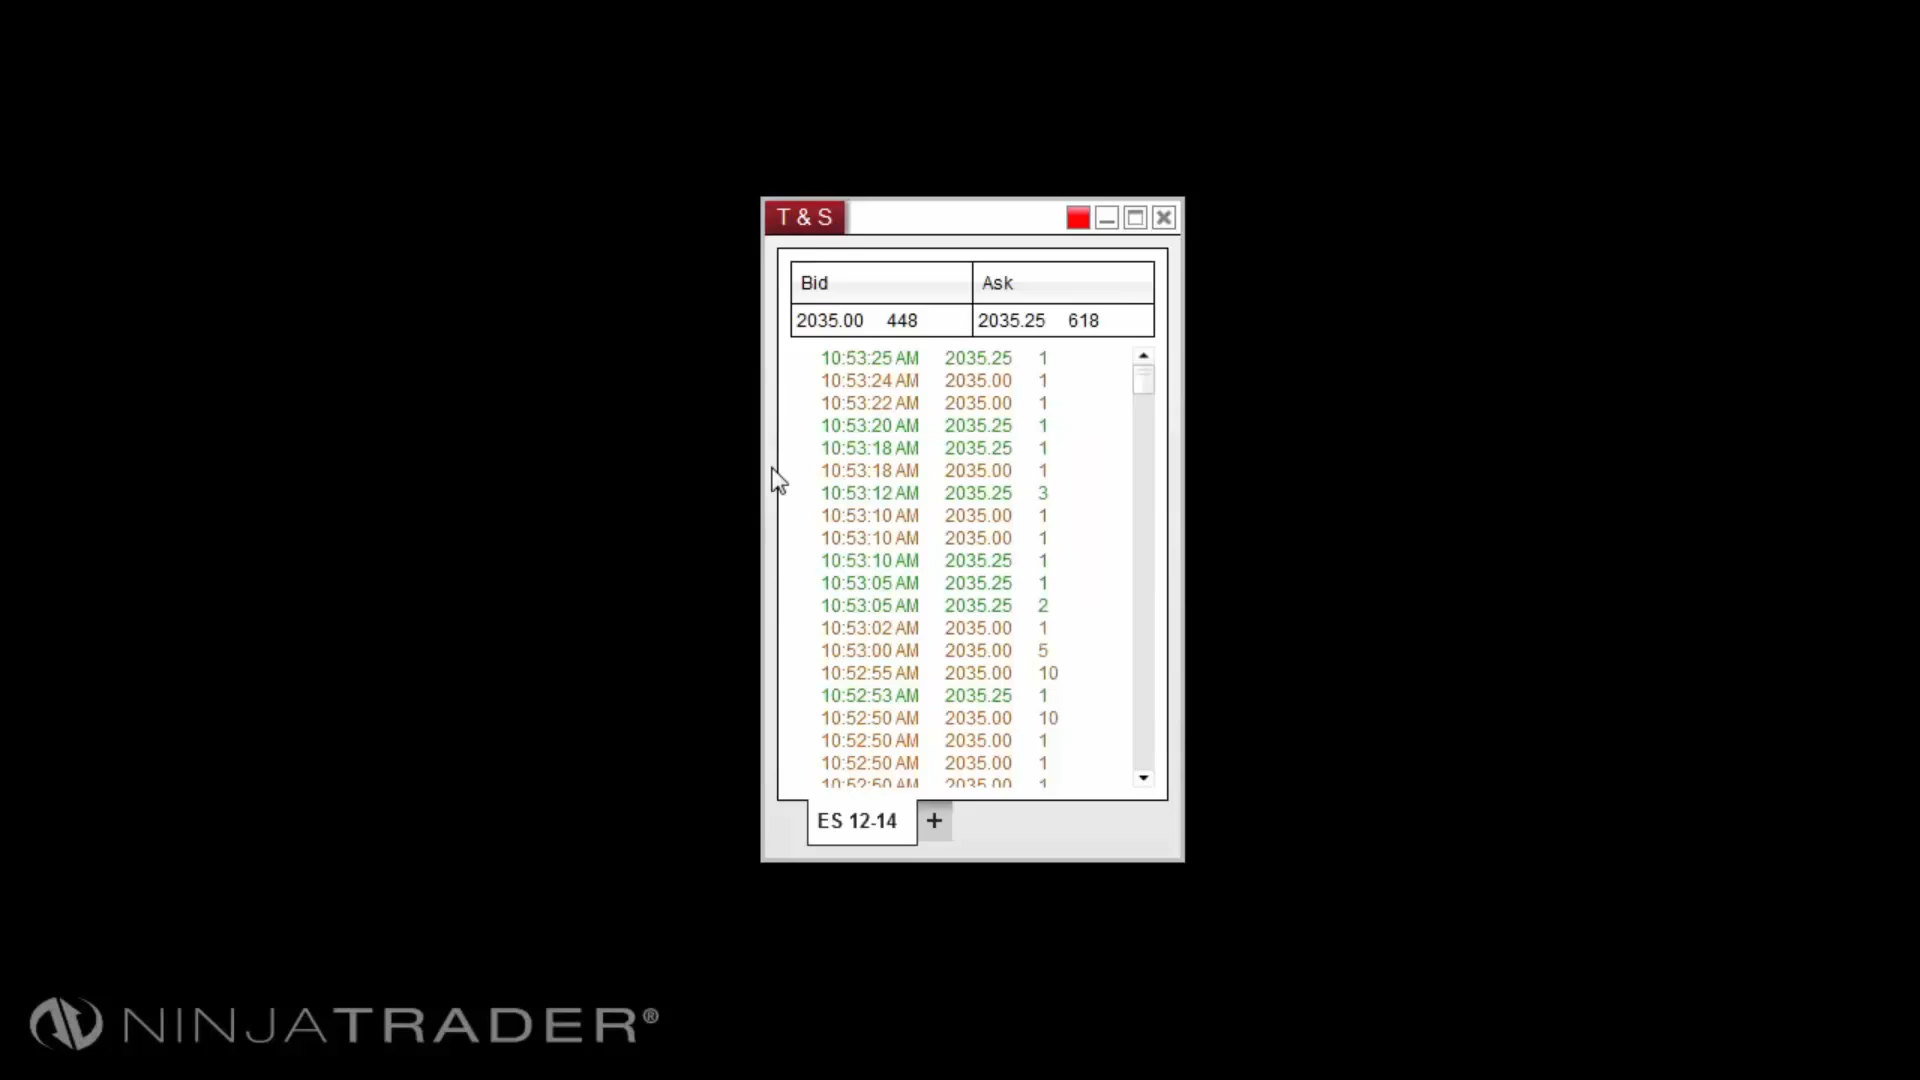 T & S
Bid Ask
2035.00 448 2035.25 618
10:53:25 AM 2035.25 1
10:53:24 AM 2035.00 1
10:53:22 AM 2035.00 1
10:53:20 AM 2035.25 1
10:53:18 AM 2035.25 1
10:53:18 AM 2035.00 1
10:53:12 AM 2035.25 3
10:53:10 AM 2035.00 1
10:53:10 AM 2035.00 1
10:53:10 AM 2035.25 1
10:53:05 AM 2035.25 1
10:53:05 AM 2035.25 2
10:53:02 AM 2035.00 1
10:53:00 AM 2035.00 5
10:52:55 AM 2035.00 10
10:52:53 AM 2035.25 1
10:52:50 AM 2035.00 10
10:52:50 AM 2035.00 1
10:52:50 AM 2035.00 1
10:52:50 AM 2035.00 1
ES 12-14 +
NINJATRADER®